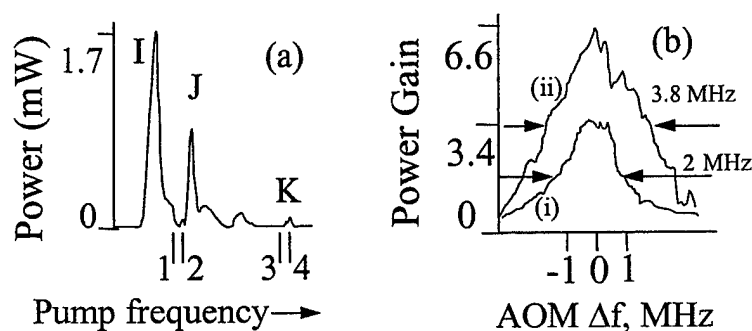 (a)
Power (mW)
1.7
0
I
J
K
1 2 3 4
Pump frequency
(b)
Power Gain
6.6
3.4
0
(ii)
(i)
3.8 MHz
2 MHz
-1 0 1
AOM Δf, MHz